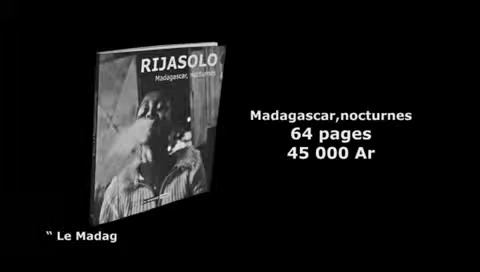 RIJASOLO
Madagascar, nocturnes
Madagascar,nocturnes
64 pages
45 000 Ar
“ Le Madag